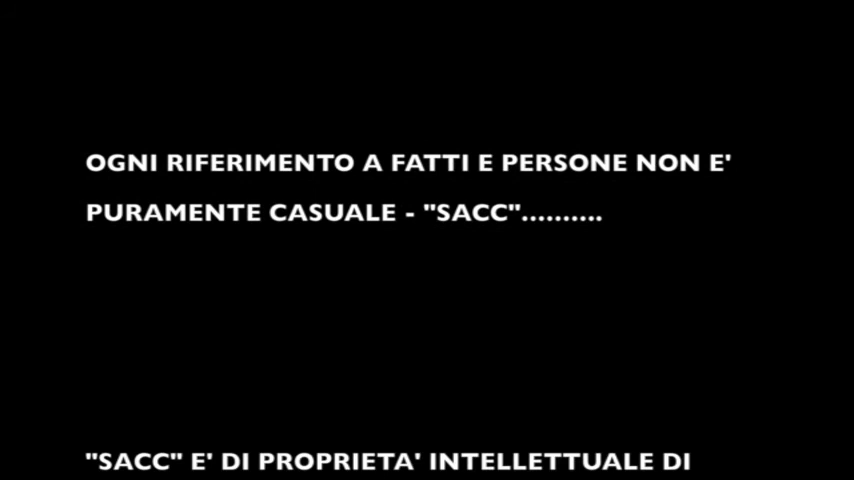 OGNI RIFERIMENTO A FATTI E PERSONE NON E'
PURAMENTE CASUALE - "SACC"..........
"SACC" E' DI PROPRIETA' INTELLETTUALE DI